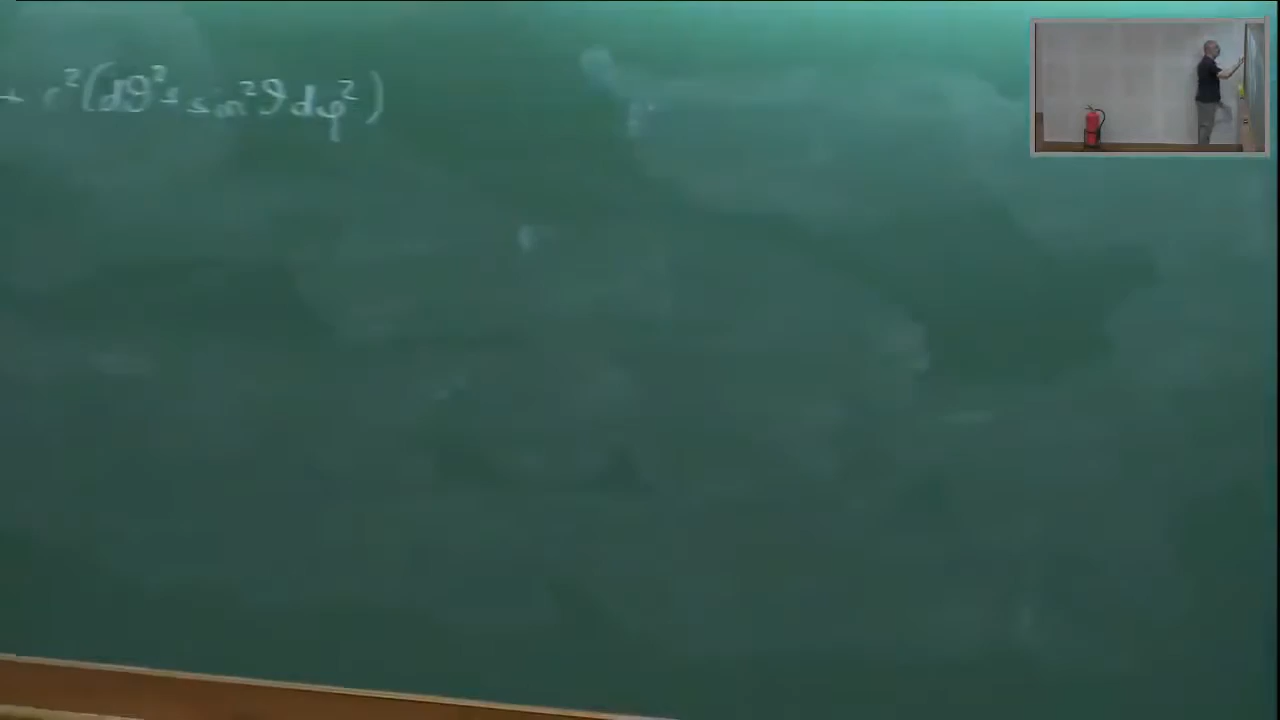 + r²(dϑ² + sin²ϑ dφ²)